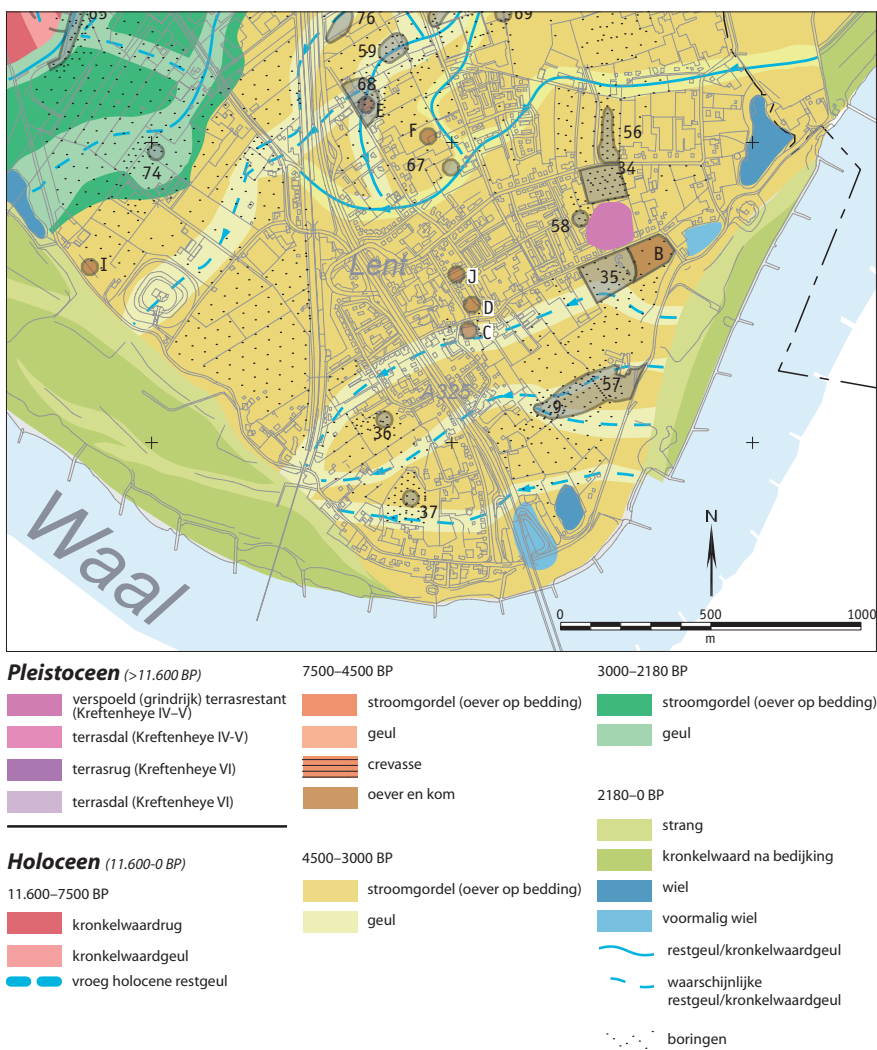 76
69
65
59
68
E
F
56
67
34
74
58
I
B
Lent
J
35
D
C
57
A325
9
36
37
Waal
N
0 500 1000
m
Pleistoceen (>11.600 BP)
verspoeld (grindrijk) terrasrestant
(Kreftenheye IV–V)
terrasdal (Kreftenheye IV-V)
terrasrug (Kreftenheye VI)
terrasdal (Kreftenheye VI)
Holoceen (11.600-0 BP)
11.600–7500 BP
kronkelwaardrug
kronkelwaardgeul
vroeg holocene restgeul
7500–4500 BP
stroomgordel (oever op bedding)
geul
crevasse
oever en kom
4500–3000 BP
stroomgordel (oever op bedding)
geul
3000–2180 BP
stroomgordel (oever op bedding)
geul
2180–0 BP
strang
kronkelwaard na bedijking
wiel
voormalig wiel
restgeul/kronkelwaardgeul
waarschijnlijke
restgeul/kronkelwaardgeul
boringen